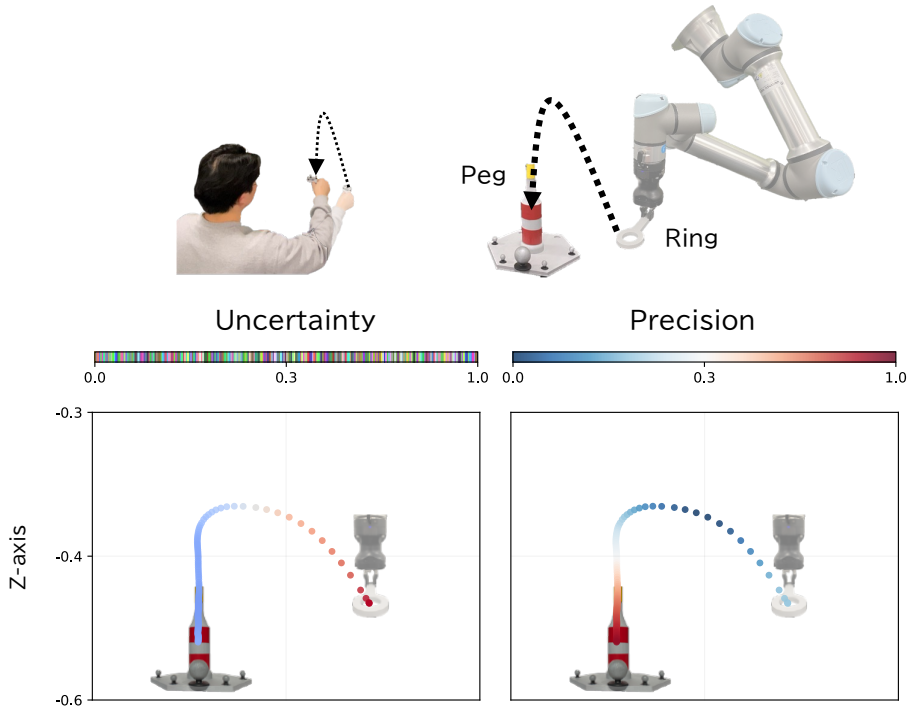 Peg
Ring
Uncertainty
Precision
0.0 0.3 1.0
0.0 0.3 1.0
-0.3
-0.4
-0.6
Z-axis